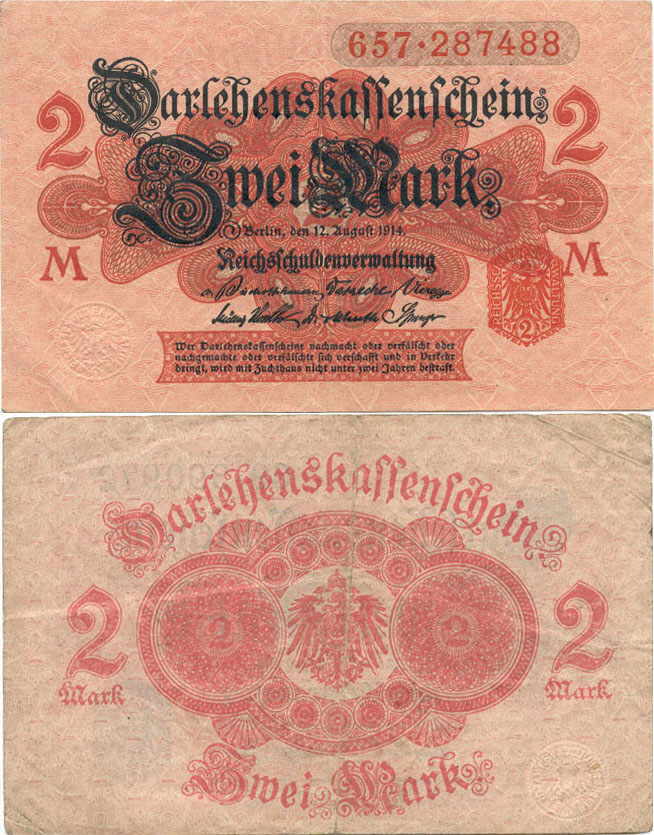 657·287488
Darlehenskassenschein.
2 2
Zwei Mark.
Berlin, den 12. August 1914.
Reichsschuldenverwaltung
M M
2
Wer Darlehenskassenscheine nachmacht oder verfälscht oder
nachgemachte oder verfälschte sich verschafft und in Verkehr
bringt, wird mit Zuchthaus nicht unter zwei Jahren bestraft.
Darlehenskassenschein.
2 2 2 2
Mark Mark
Zwei Mark.